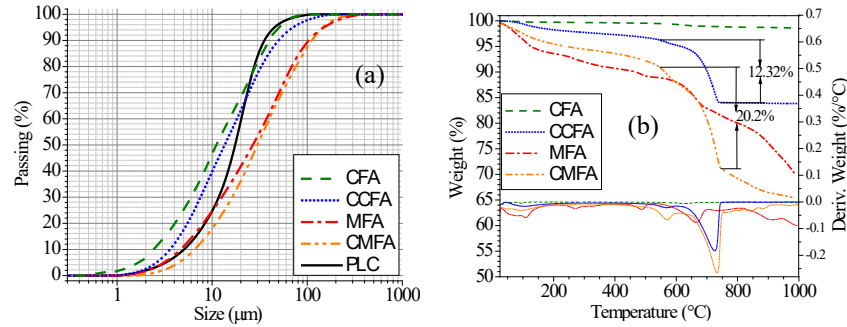 100
90
80
70
60
50
40
30
20
10
0
Passing (%)
(a)
CFA
CCFA
MFA
CMFA
PLC
1 10 100 1000
Size (μm)
100
95
90
85
80
75
70
65
60
55
50
Weight (%)
12.32%
20.2%
(b)
CFA
CCFA
MFA
CMFA
0.7
0.6
0.5
0.4
0.3
0.2
0.1
0.0
-0.1
-0.2
Deriv. Weight (%/°C)
200 400 600 800 1000
Temperature (°C)